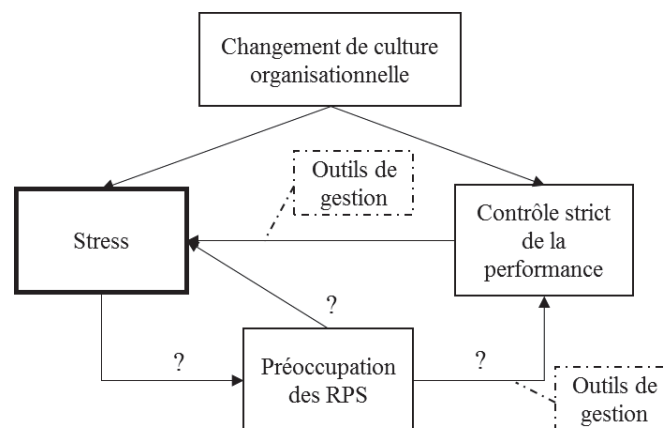 Changement de culture
organisationnelle
Outils de
gestion
Stress
Contrôle strict
de la
performance
?
?
Préoccupation
des RPS
?
Outils de
gestion